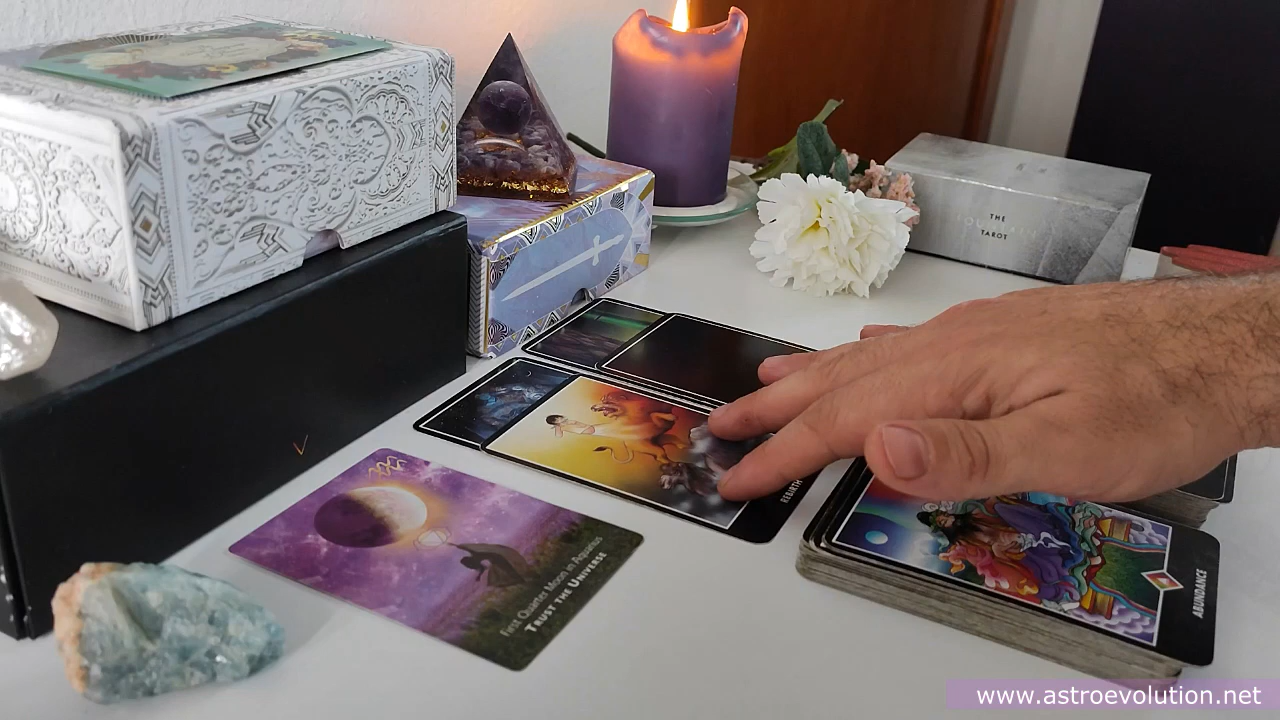 THE
TAROT
REBIRTH
First Quarter Moon in Aquarius
TRUST THE UNIVERSE
ABUNDANCE
www.astroevolution.net